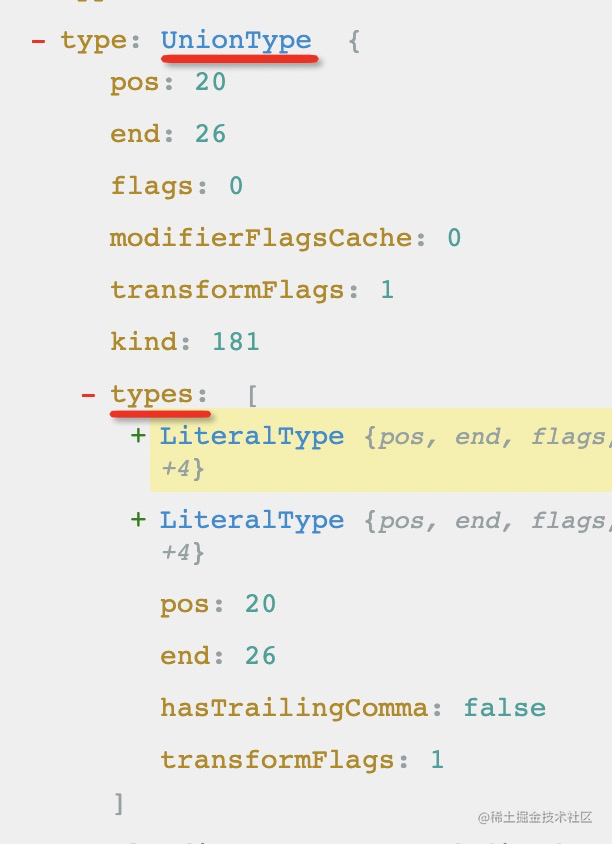 - type: UnionType {
pos: 20
end: 26
flags: 0
modifierFlagsCache: 0
transformFlags: 1
kind: 181
- types: [
+ LiteralType {pos, end, flags,
+4}
+ LiteralType {pos, end, flags,
+4}
pos: 20
end: 26
hasTrailingComma: false
transformFlags: 1
]
@稀土掘金技术社区